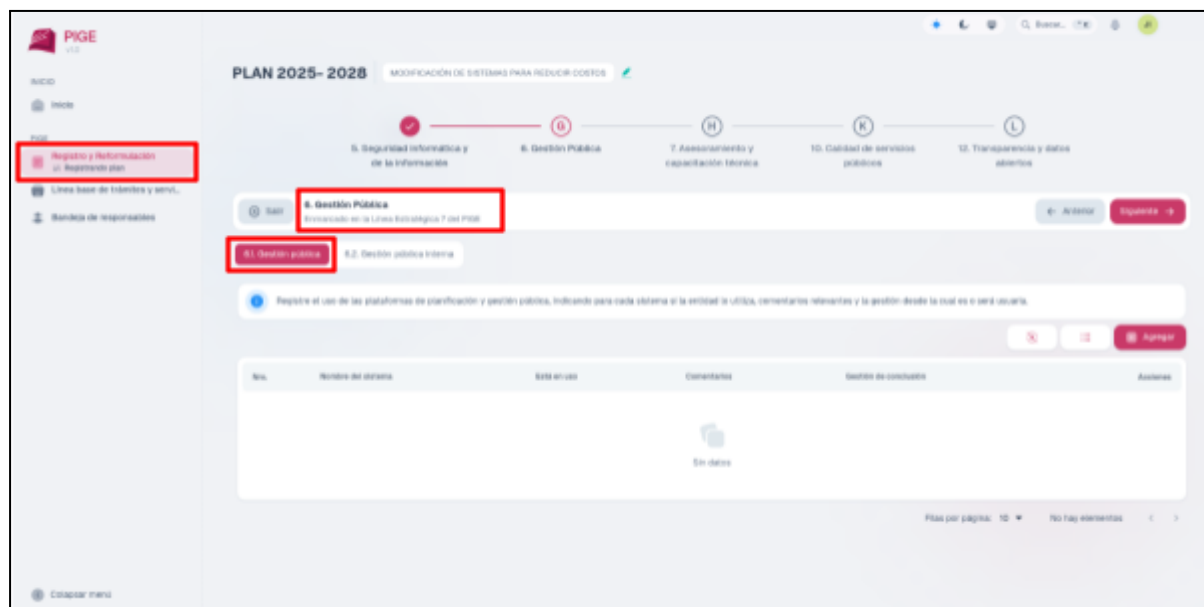 PIGE
v1.0
INICIO
Inicio
PIGE
Registro y Reformulación
Registrando plan
Línea base de trámites y servi...
Bandeja de responsables
Colapsar menú
Buscar...
PLAN 2025- 2028
MODIFICACIÓN DE SISTEMAS PARA REDUCIR COSTOS
G
H
K
L
5. Seguridad informática y
de la información
6. Gestión Pública
7. Asesoramiento y
capacitación técnica
10. Calidad de servicios
públicos
12. Transparencia y datos
abiertos
Salir
6. Gestión Pública
Enmarcado en la Línea Estratégica 7 del PIGE
Anterior
Siguiente
6.1. Gestión pública
6.2. Gestión pública interna
Registre el uso de las plataformas de planificación y gestión pública, indicando para cada sistema si la entidad lo utiliza, comentarios relevantes y la gestión desde la cual es o será usuaria.
Agregar
Nro.
Nombre del sistema
Está en uso
Comentarios
Gestión de conclusión
Acciones
Sin datos
Filas por página: 10
No hay elementos